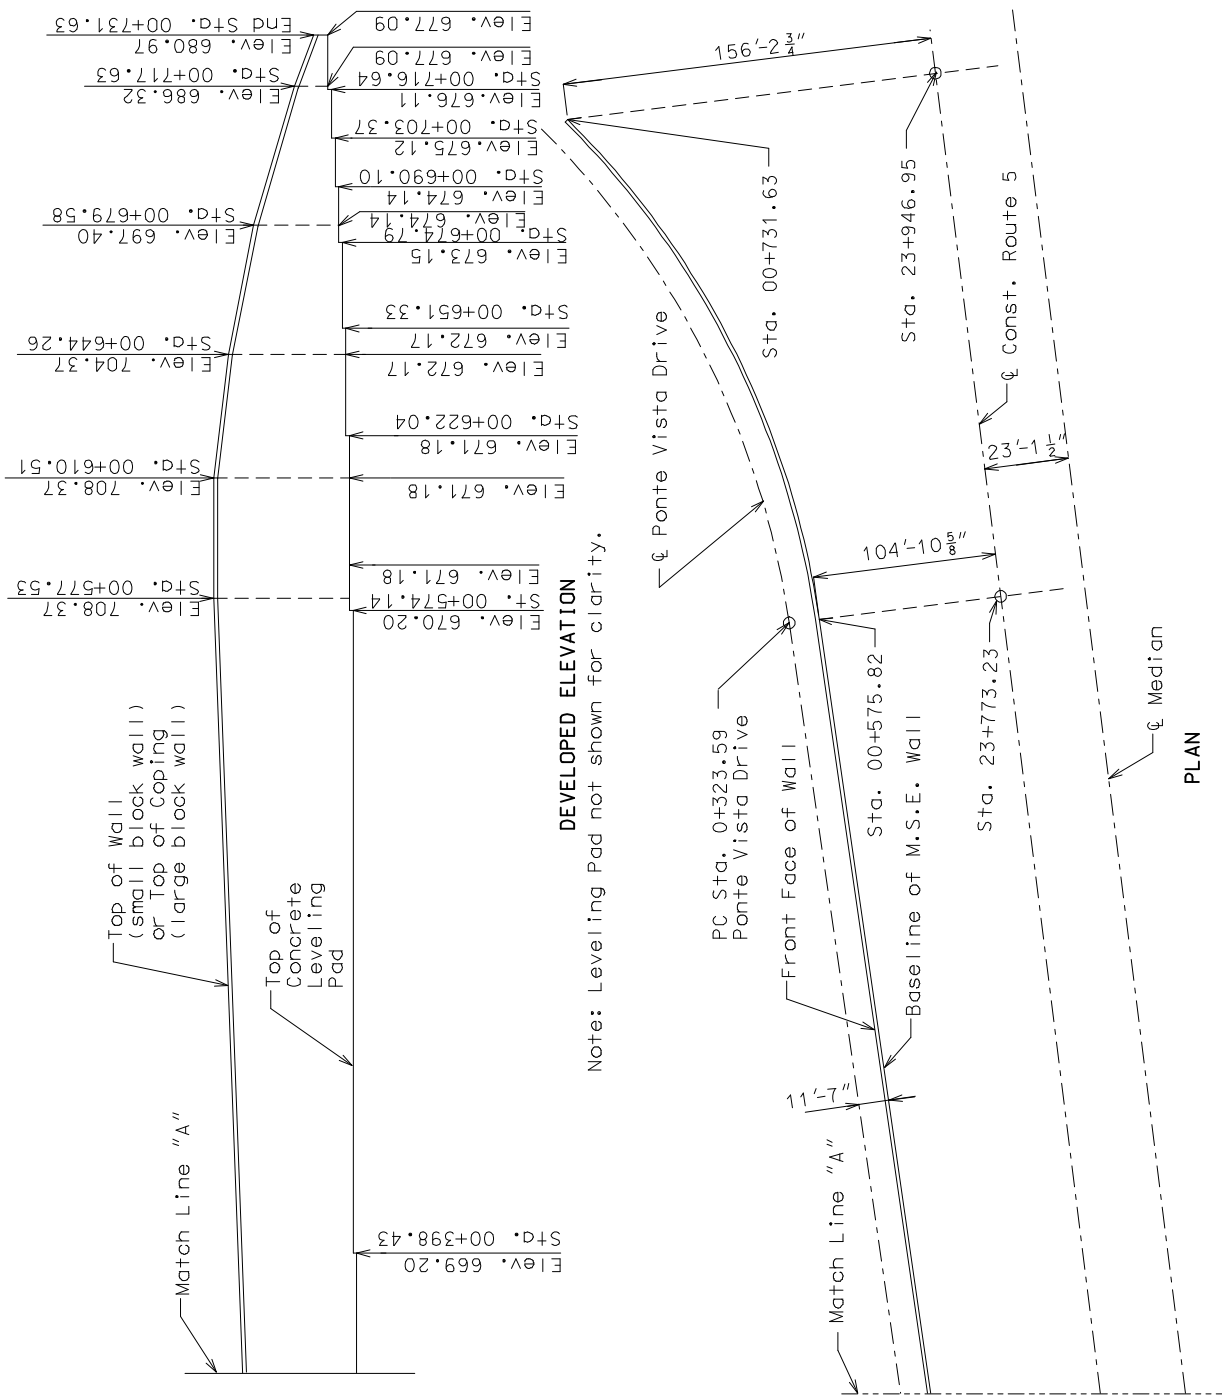 End Sta. 00+731.63
Elev. 680.97
Sta. 00+717.63
Elev. 686.32
Sta. 00+679.58
Elev. 697.40
Sta. 00+644.26
Elev. 704.37
Sta. 00+610.51
Elev. 708.37
Sta. 00+577.53
Elev. 708.37
Elev. 677.09
Elev. 677.09
Sta. 00+716.64
Elev. 676.11
Sta. 00+703.37
Elev. 675.12
Sta. 00+690.10
Elev. 674.14
Elev. 674.14
Sta. 00+674.79
Elev. 673.15
Sta. 00+651.33
Elev. 672.17
Elev. 672.17
Sta. 00+622.04
Elev. 671.18
Elev. 671.18
Elev. 671.18
St. 00+574.14
Elev. 670.20
Sta. 00+398.43
Elev. 669.20
Top of Wall
(small block wall)
or Top of Coping
(large block wall)
Top of
Concrete
Leveling
Pad
Match Line "A"
DEVELOPED ELEVATION
Note: Leveling Pad not shown for clarity.
156'-2 3/4"
Sta. 00+731.63
Sta. 23+946.95
℄ Const. Route 5
℄ Ponte Vista Drive
23'-1 1/2"
104'-10 5/8"
PC Sta. 0+323.59
Ponte Vista Drive
Front Face of Wall
Sta. 00+575.82
Baseline of M.S.E. Wall
Sta. 23+773.23
℄ Median
11'-7"
Match Line "A"
PLAN